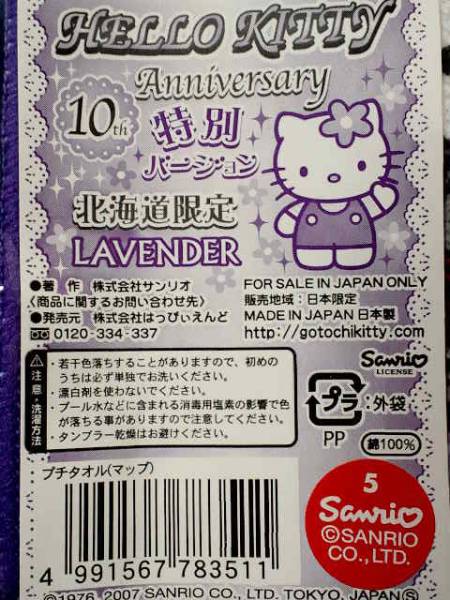 HELLO KITTY
Anniversary
10th
特別
バージョン
北海道限定
LAVENDER
●著 作 株式会社サンリオ
〈商品に関するお問い合わせ先〉
●発売元 株式会社はっぴぃえんど
☏ 0120-334-337
FOR SALE IN JAPAN ONLY
販売地域:日本限定
MADE IN JAPAN 日本製
http://gotochikitty.com
⚠注意・洗濯方法
・若干色落ちすることがありますので、初めの
うちは必ず単独でお洗いください。
・漂白剤を使わないでください。
・プール水などに含まれる消毒用塩素の影響で色
が落ちる事がありますので注意してください。
・タンブラー乾燥はお避けください。
Sanrio
LICENSE
プラ:外袋
PP
綿100%
プチタオル(マップ)
4 991567 783511
5
Sanrio
©SANRIO
CO., LTD.
©1976, 2007 SANRIO CO., LTD. TOKYO, JAPAN Ⓢ